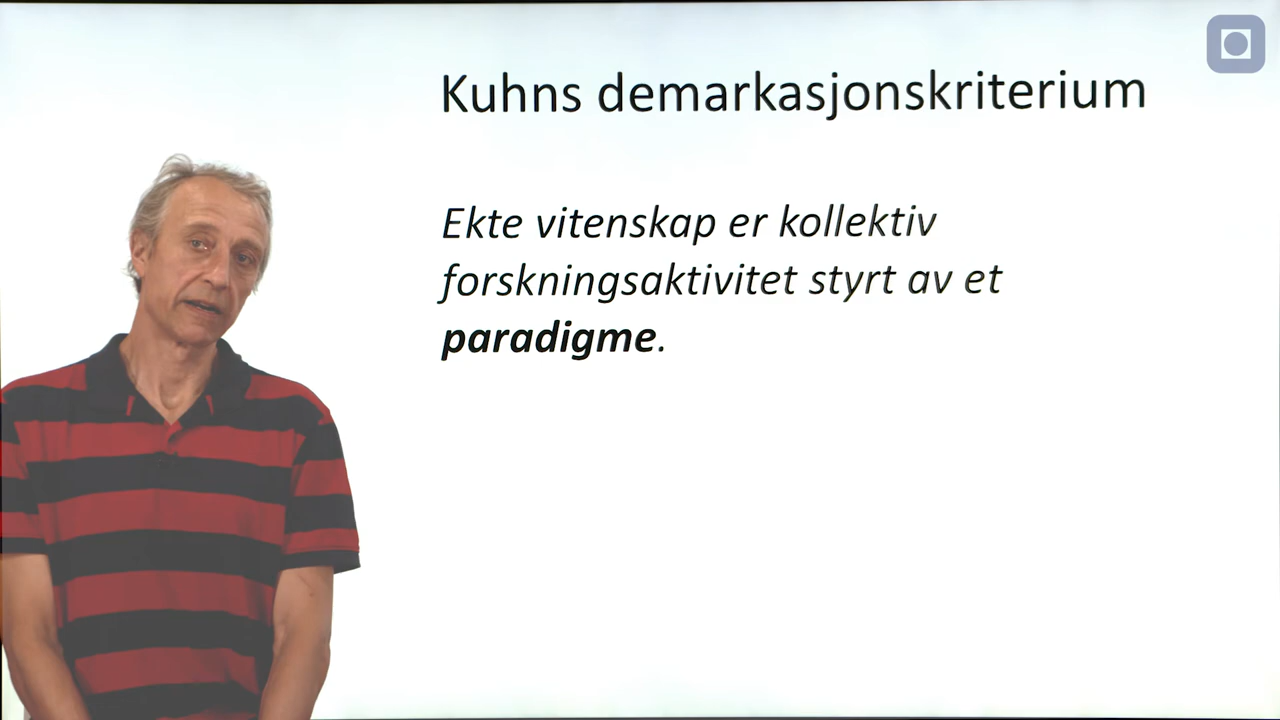 Kuhns demarkasjonskriterium
Ekte vitenskap er kollektiv
forskningsaktivitet styrt av et
paradigme.